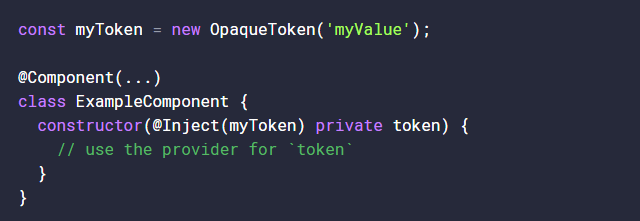 const myToken = new OpaqueToken('myValue');
@Component(...)
class ExampleComponent {
  constructor(@Inject(myToken) private token) {
    // use the provider for `token`
  }
}